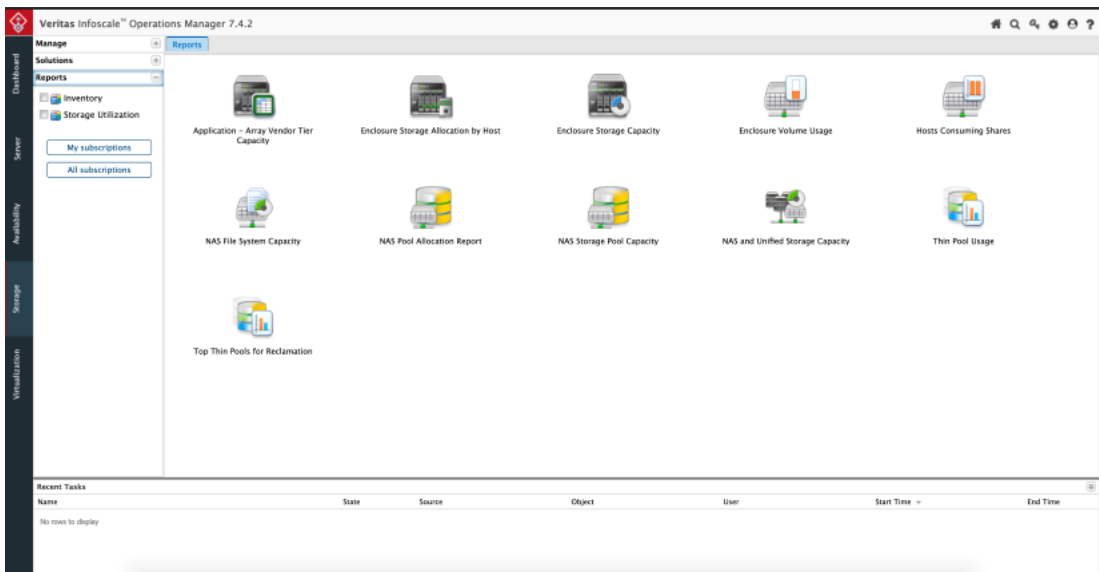 Veritas Infoscale™ Operations Manager 7.4.2
Dashboard
Server
Availability
Storage
Virtualization
Manage
Solutions
Reports
Inventory
Storage Utilization
My subscriptions
All subscriptions
Reports
Application - Array Vendor Tier
Capacity
Enclosure Storage Allocation by Host
Enclosure Storage Capacity
Enclosure Volume Usage
Hosts Consuming Shares
NAS File System Capacity
NAS Pool Allocation Report
NAS Storage Pool Capacity
NAS and Unified Storage Capacity
Thin Pool Usage
Top Thin Pools for Reclamation
Recent Tasks
Name State Source Object User Start Time End Time
No rows to display